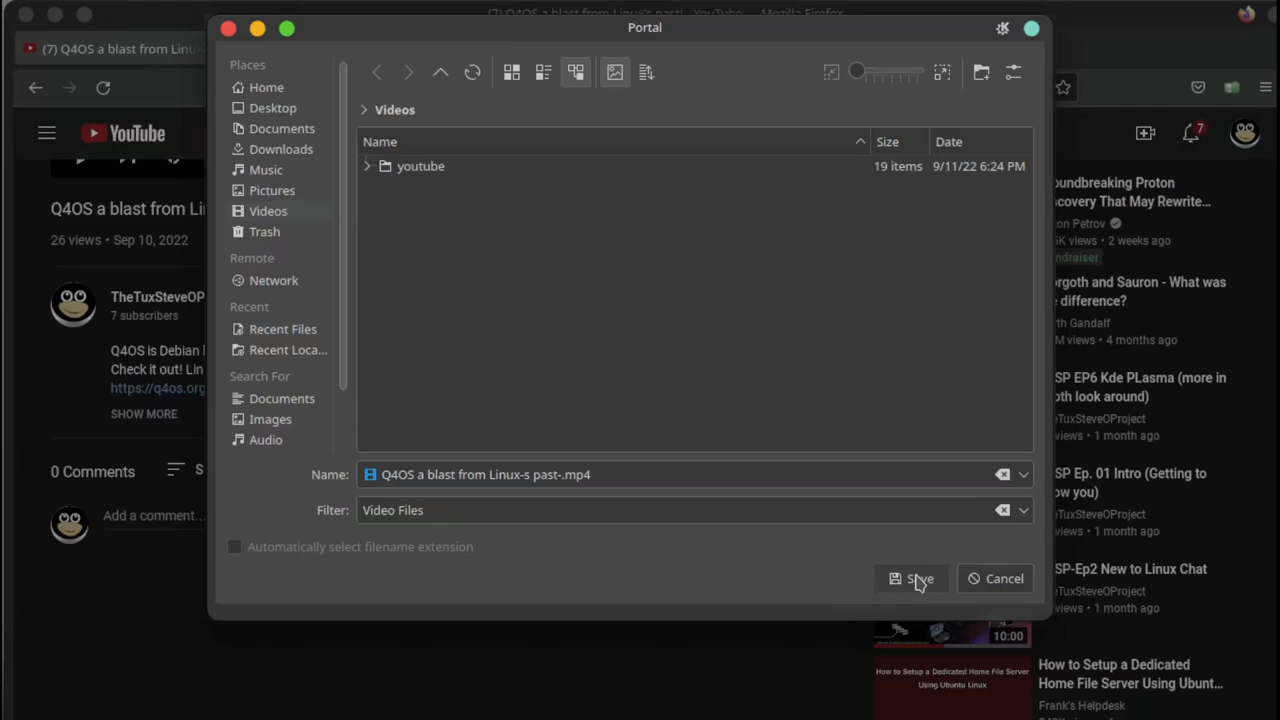 (7) Q4OS a blast from Linux's past! - YouTube — Mozilla Firefox
Portal
(7) Q4OS a blast from Linu
Places
Home
Desktop
Documents
Downloads
Music
Pictures
Videos
Trash
Remote
Network
Recent
Recent Files
Recent Loca...
Search For
Documents
Images
Audio
Videos
Name
Size
Date
youtube
19 items
9/11/22 6:24 PM
Name:
Q4OS a blast from Linux-s past-.mp4
Filter:
Video Files
Automatically select filename extension
Save
Cancel
YouTube
7
Q4OS a blast from Li
26 views • Sep 10, 2022
TheTuxSteveOP
7 subscribers
Q4OS is Debian
Check it out! Lin
https://q4os.org
SHOW MORE
0 Comments
S
Add a comment...
oundbreaking Proton
scovery That May Rewrite...
on Petrov
5K views • 2 weeks ago
ndraiser
orgoth and Sauron - What was
e difference?
rth Gandalf
M views • 4 months ago
SP EP6 Kde PLasma (more in
pth look around)
eTuxSteveOProject
views • 1 month ago
SP Ep. 01 Intro (Getting to
ow you)
eTuxSteveOProject
views • 1 month ago
SP-Ep2 New to Linux Chat
eTuxSteveOProject
views • 1 month ago
10:00
How to Setup a Dedicated Home File Server
Using Ubuntu Linux
How to Setup a Dedicated
Home File Server Using Ubunt...
Frank's Helpdesk